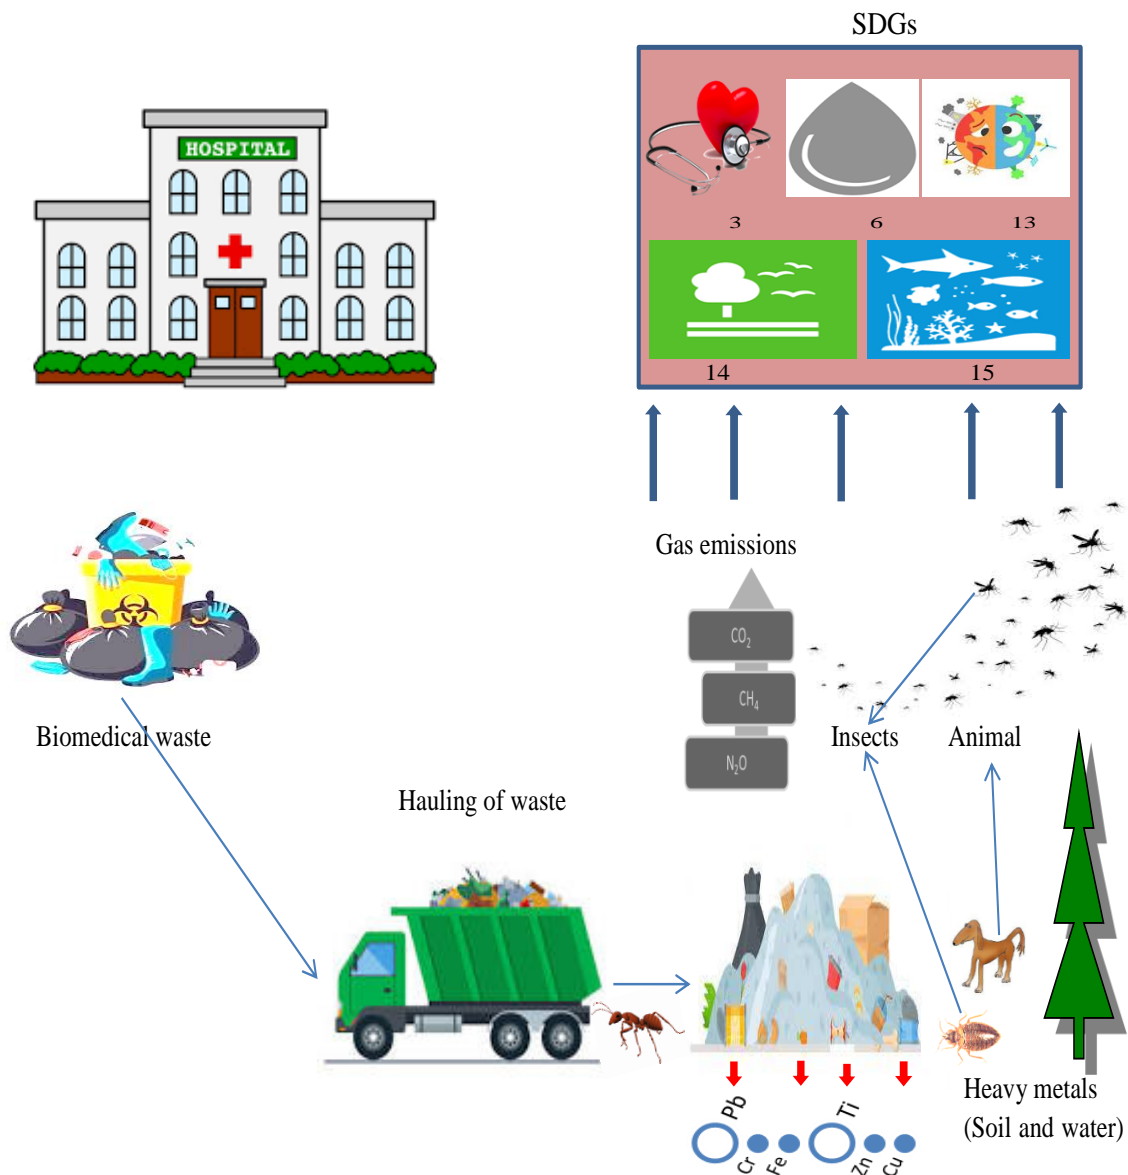 SDGs
HOSPITAL
3
6
13
14
15
Gas emissions
CO₂
CH₄
N₂O
Insects
Animal
Biomedical waste
Hauling of waste
Heavy metals
(Soil and water)
Pb
Cr
Fe
Ti
Zn
Cu